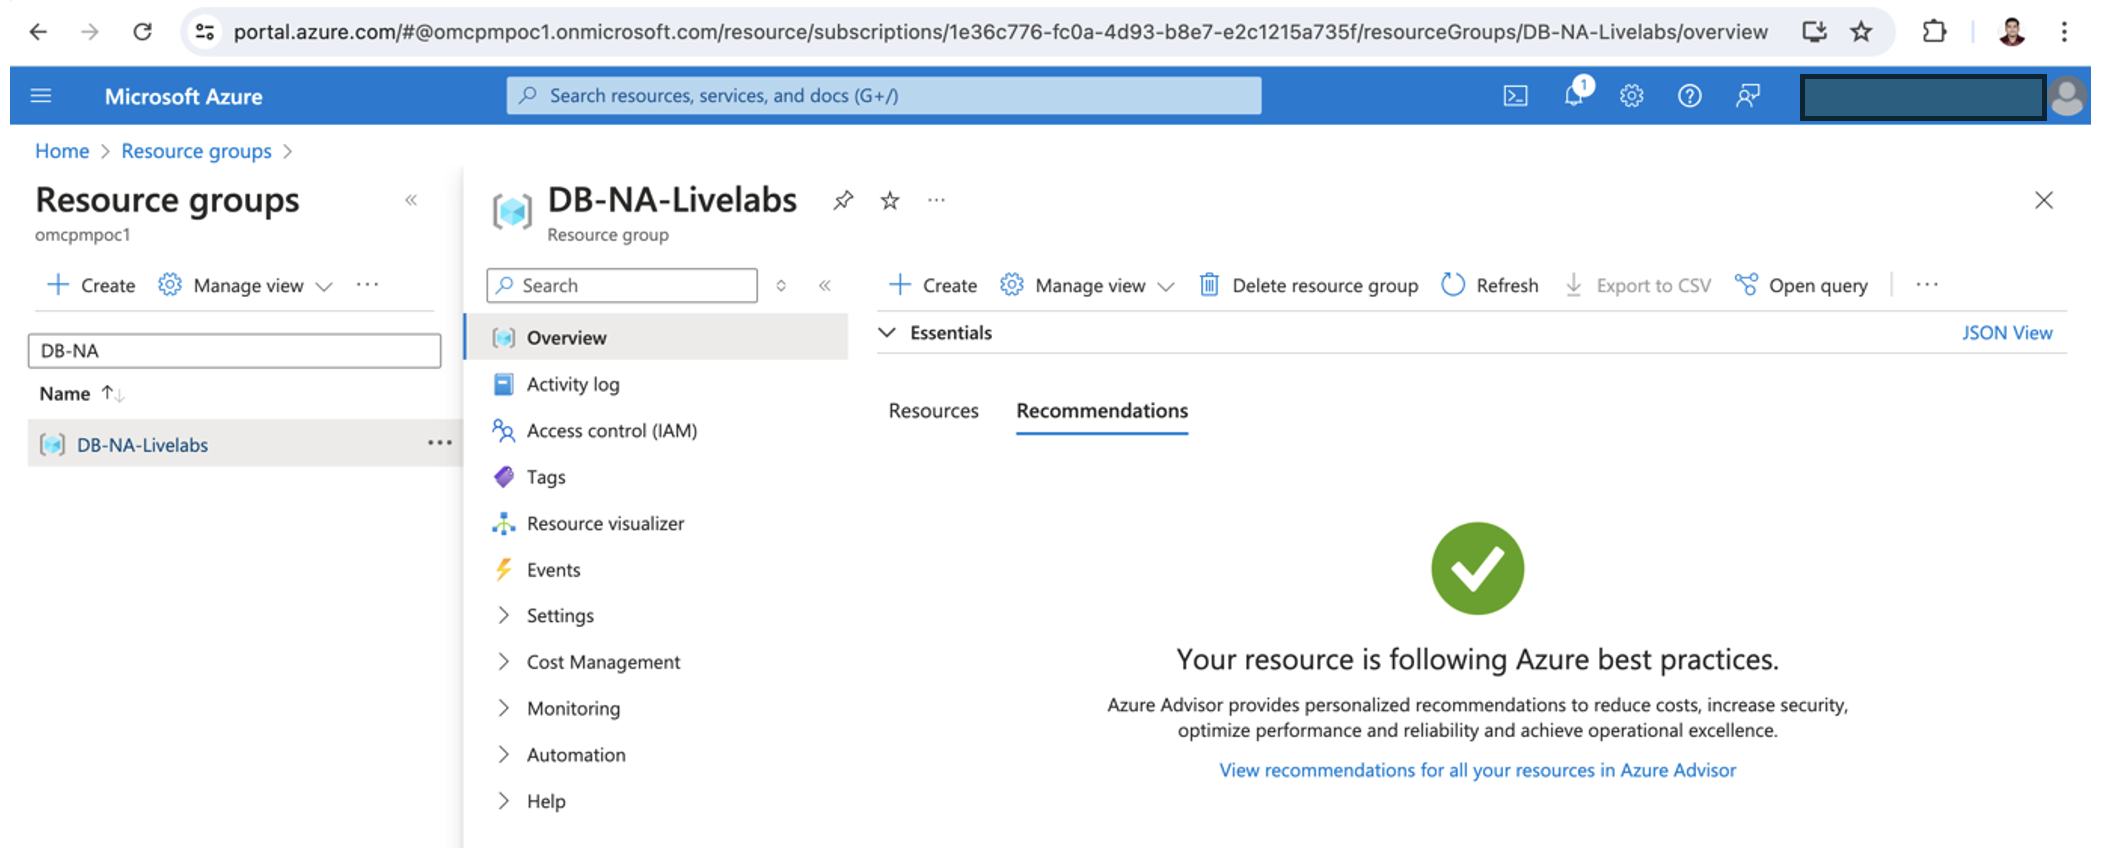 portal.azure.com/#@omcpmpoc1.onmicrosoft.com/resource/subscriptions/1e36c776-fc0a-4d93-b8e7-e2c1215a735f/resourceGroups/DB-NA-Livelabs/overview
Microsoft Azure
Search resources, services, and docs (G+/)
1
Home > Resource groups >
Resource groups
omcpmpoc1
Create Manage view ...
DB-NA
Name
DB-NA-Livelabs ...
DB-NA-Livelabs ...
Resource group
Search
Overview
Activity log
Access control (IAM)
Tags
Resource visualizer
Events
Settings
Cost Management
Monitoring
Automation
Help
Create Manage view Delete resource group Refresh Export to CSV Open query ...
Essentials JSON View
Resources Recommendations
Your resource is following Azure best practices.
Azure Advisor provides personalized recommendations to reduce costs, increase security,
optimize performance and reliability and achieve operational excellence.
View recommendations for all your resources in Azure Advisor